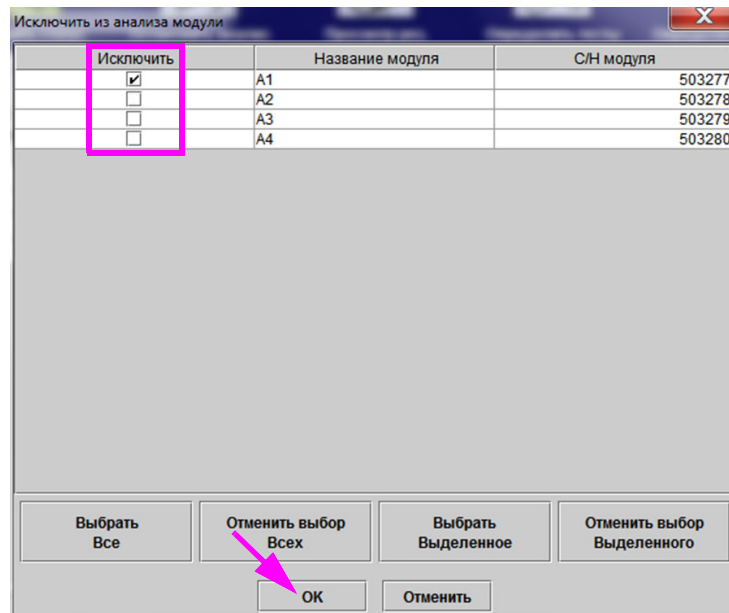 Исключить из анализа модули
Исключить Название модуля С/Н модуля
A1 503277
A2 503278
A3 503279
A4 503280
Выбрать Все
Отменить выбор Всех
Выбрать Выделенное
Отменить выбор Выделенного
OK Отменить